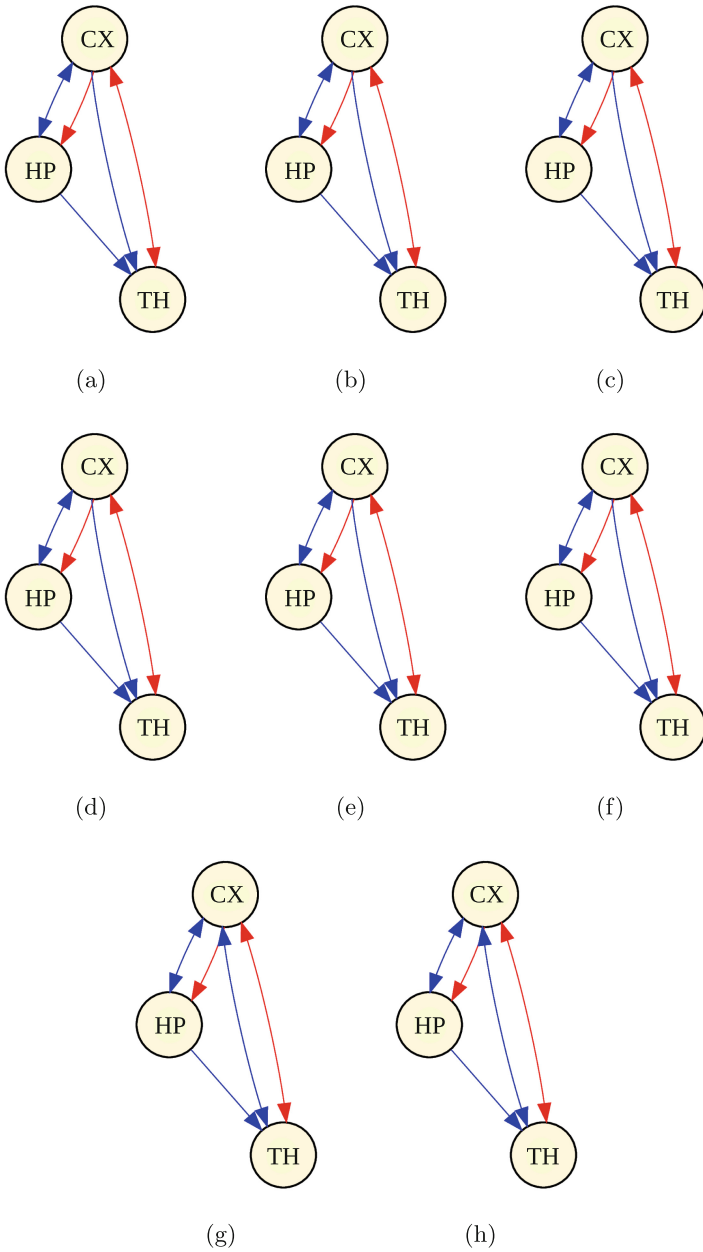 CX CX CX
HP HP HP
TH TH TH
(a) (b) (c)
CX CX CX
HP HP HP
TH TH TH
(d) (e) (f)
CX CX
HP HP
TH TH
(g) (h)